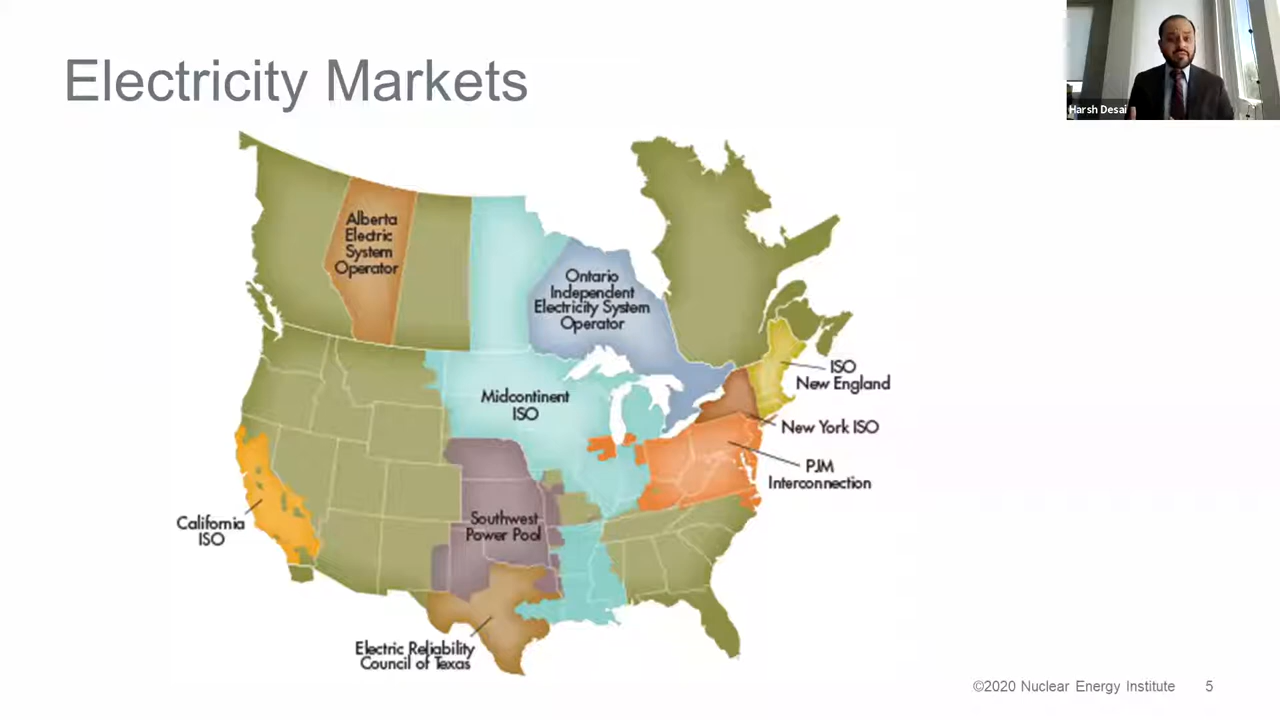 Electricity Markets
Harsh Desai
Alberta
Electric
System
Operator
Ontario
Independent
Electricity System
Operator
ISO
New England
Midcontinent
ISO
New York ISO
PJM
Interconnection
California
ISO
Southwest
Power Pool
Electric Reliability
Council of Texas
©2020 Nuclear Energy Institute 5